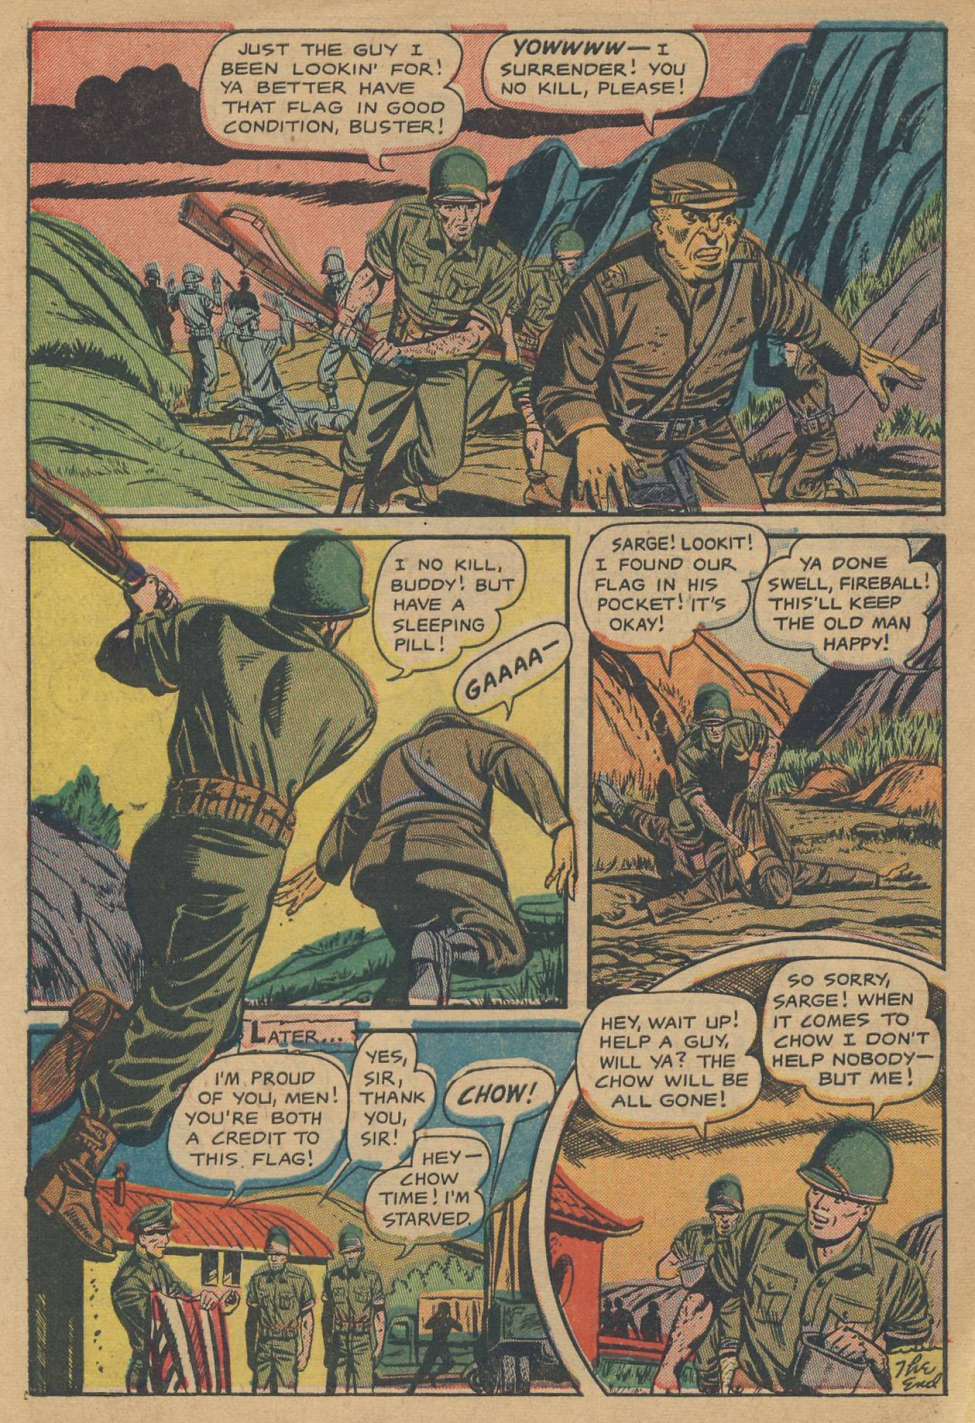 JUST THE GUY I
BEEN LOOKIN' FOR!
YA BETTER HAVE
THAT FLAG IN GOOD
CONDITION, BUSTER!
YOWWWW— I
SURRENDER! YOU
NO KILL, PLEASE!
I NO KILL,
BUDDY! BUT
HAVE A
SLEEPING
PILL!
GAAAA—
SARGE! LOOKIT!
I FOUND OUR
FLAG IN HIS
POCKET! IT'S
OKAY!
YA DONE
SWELL, FIREBALL!
THIS'LL KEEP
THE OLD MAN
HAPPY!
LATER...
I'M PROUD
OF YOU, MEN!
YOU'RE BOTH
A CREDIT TO
THIS FLAG!
YES,
SIR,
THANK
YOU,
SIR!
CHOW!
HEY—
CHOW
TIME! I'M
STARVED.
HEY, WAIT UP!
HELP A GUY,
WILL YA? THE
CHOW WILL BE
ALL GONE!
SO SORRY,
SARGE! WHEN
IT COMES TO
CHOW I DON'T
HELP NOBODY—
BUT ME!
The
End